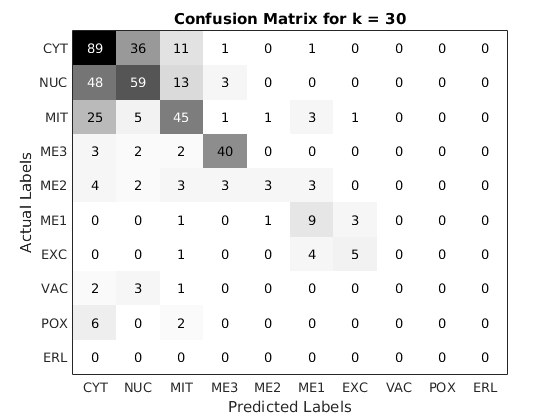 Confusion Matrix for k = 30
Actual Labels
CYT 89 36 11 1 0 1 0 0 0 0
NUC 48 59 13 3 0 0 0 0 0 0
MIT 25 5 45 1 1 3 1 0 0 0
ME3 3 2 2 40 0 0 0 0 0 0
ME2 4 2 3 3 3 3 0 0 0 0
ME1 0 0 1 0 1 9 3 0 0 0
EXC 0 0 1 0 0 4 5 0 0 0
VAC 2 3 1 0 0 0 0 0 0 0
POX 6 0 2 0 0 0 0 0 0 0
ERL 0 0 0 0 0 0 0 0 0 0
CYT NUC MIT ME3 ME2 ME1 EXC VAC POX ERL
Predicted Labels